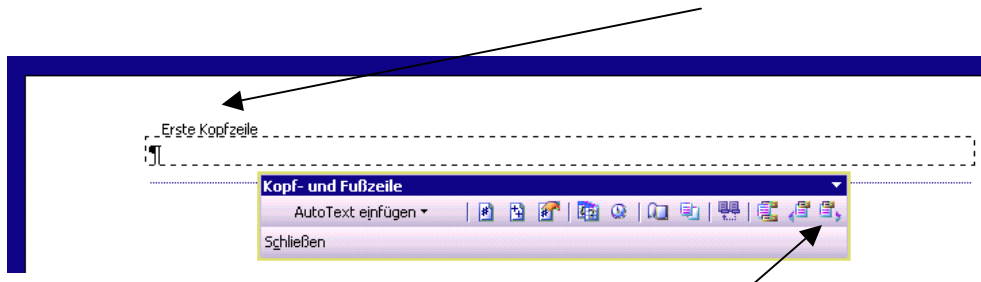 Erste Kopfzeile
¶
Kopf- und Fußzeile
AutoText einfügen
Schließen